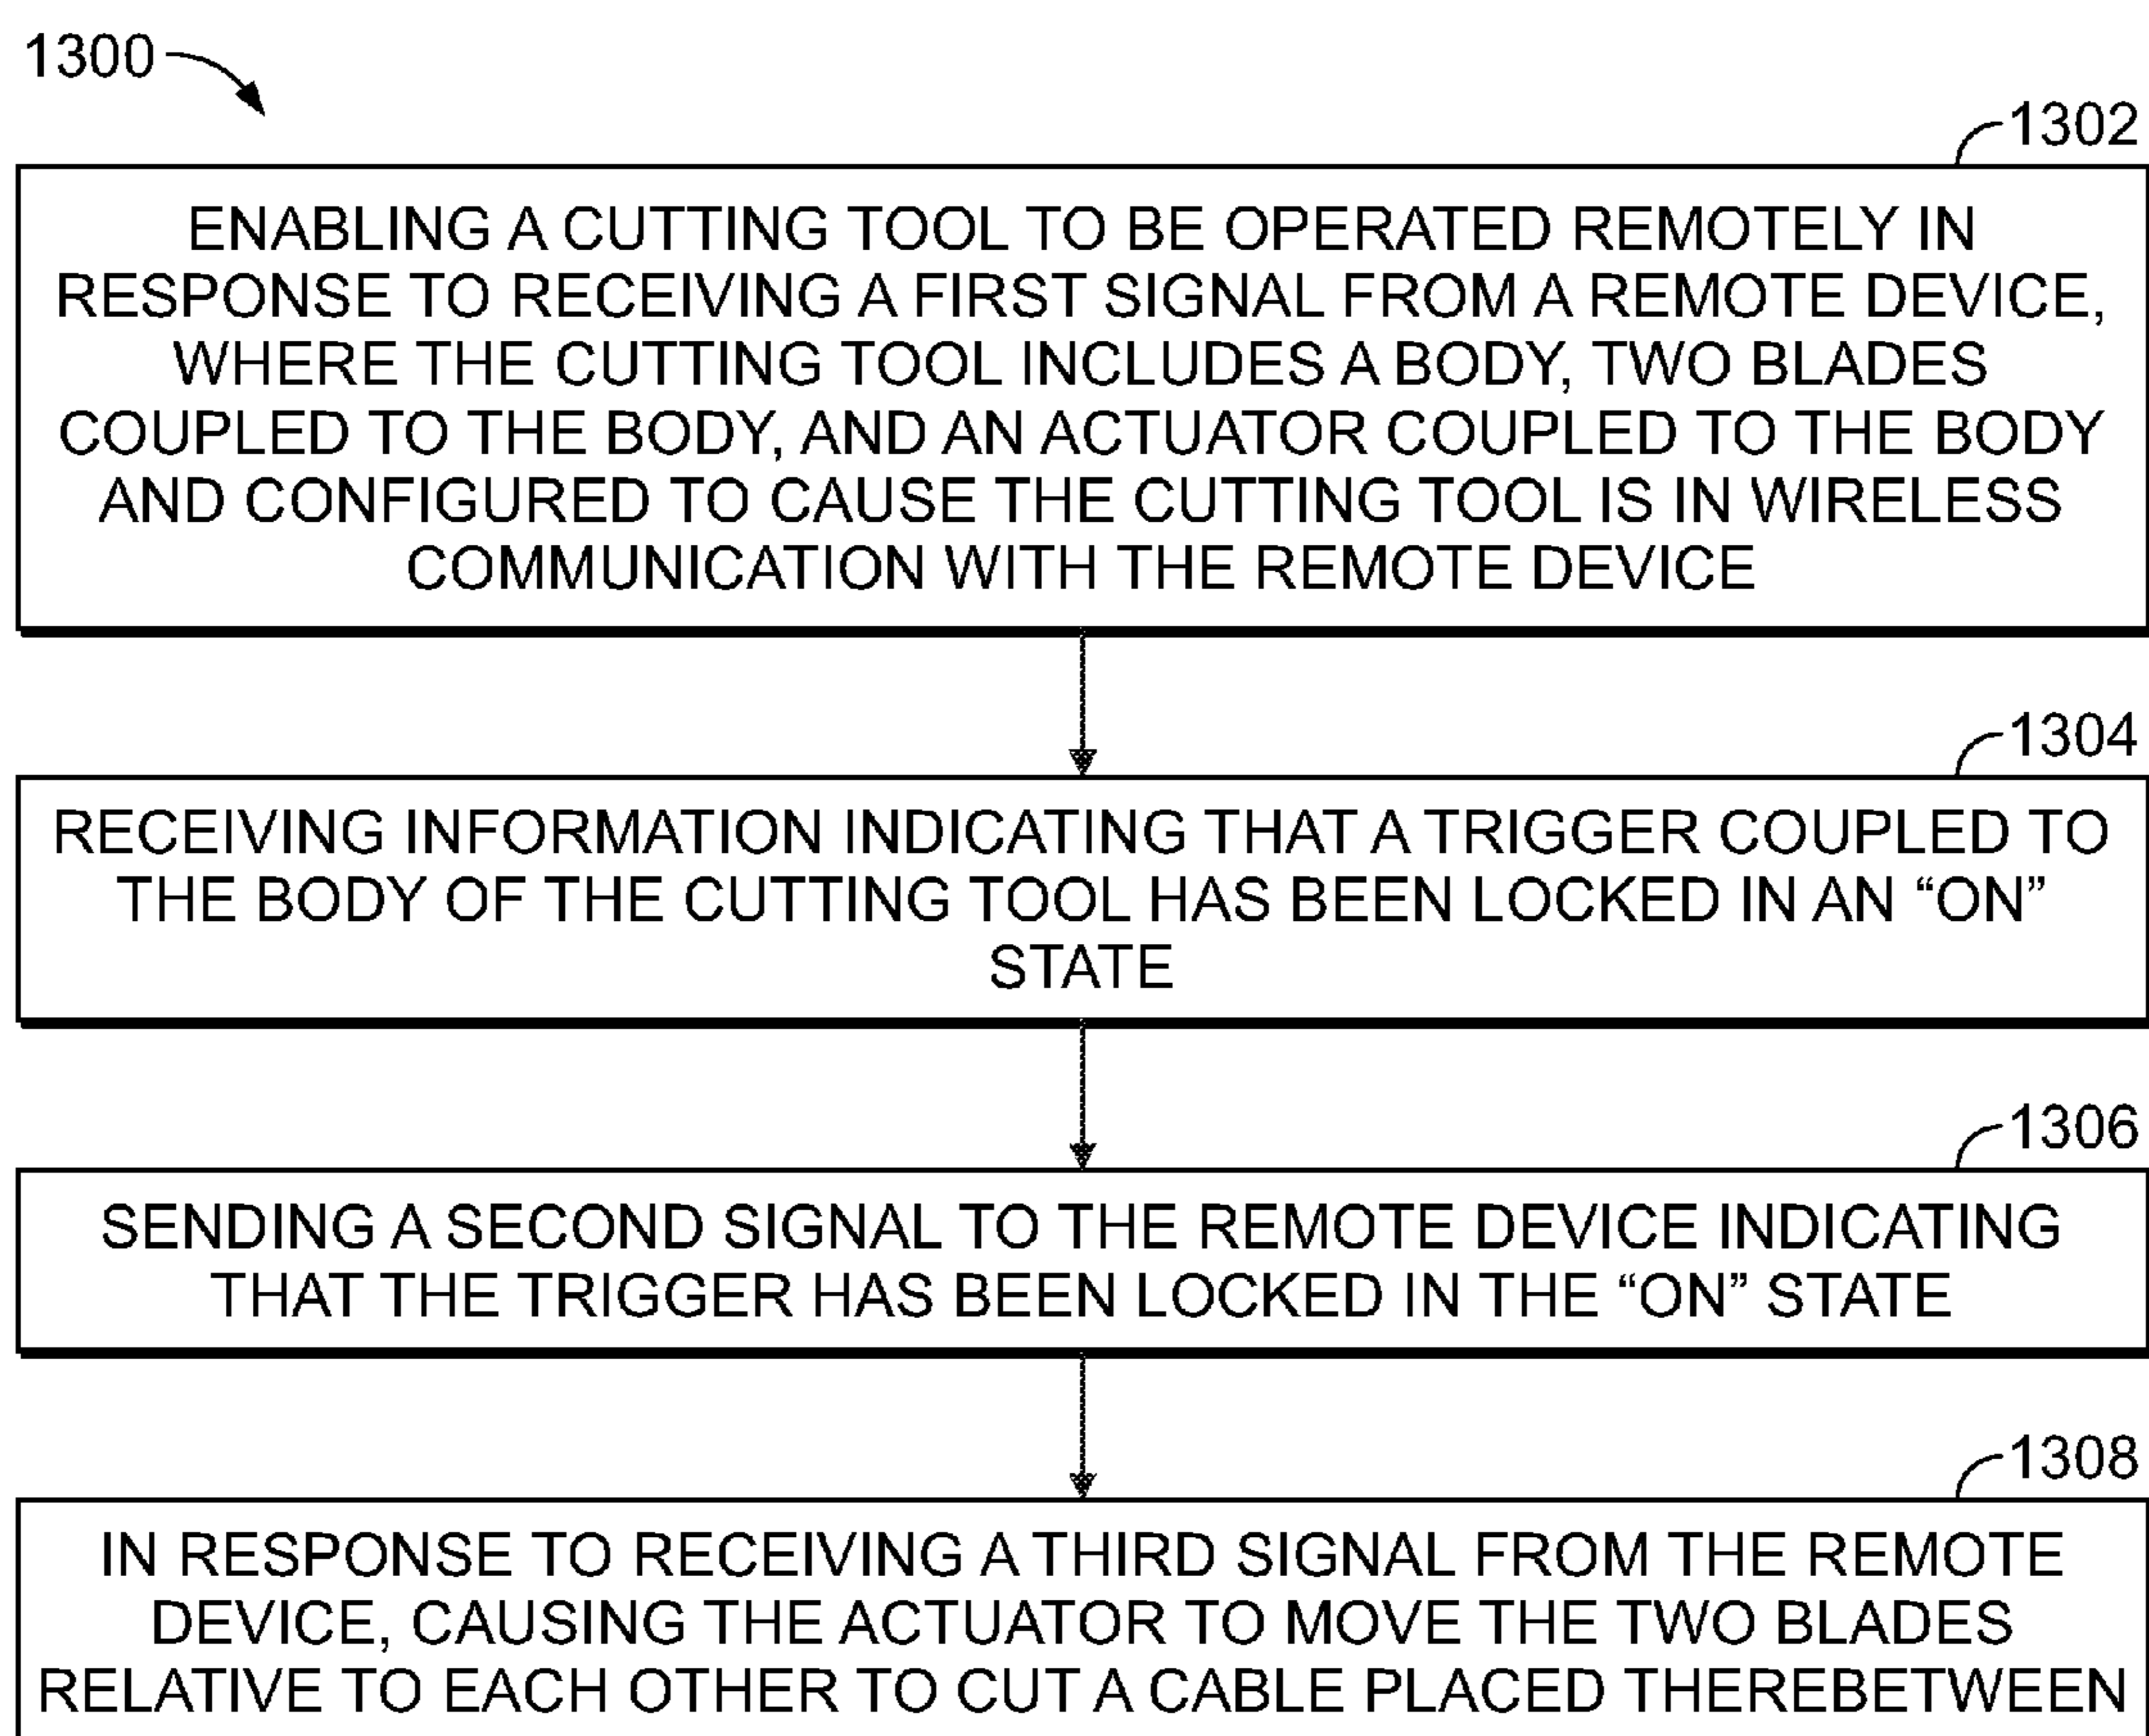 1300
1302
ENABLING A CUTTING TOOL TO BE OPERATED REMOTELY IN
RESPONSE TO RECEIVING A FIRST SIGNAL FROM A REMOTE DEVICE,
WHERE THE CUTTING TOOL INCLUDES A BODY, TWO BLADES
COUPLED TO THE BODY, AND AN ACTUATOR COUPLED TO THE BODY
AND CONFIGURED TO CAUSE THE CUTTING TOOL IS IN WIRELESS
COMMUNICATION WITH THE REMOTE DEVICE
1304
RECEIVING INFORMATION INDICATING THAT A TRIGGER COUPLED TO
THE BODY OF THE CUTTING TOOL HAS BEEN LOCKED IN AN “ON”
STATE
1306
SENDING A SECOND SIGNAL TO THE REMOTE DEVICE INDICATING
THAT THE TRIGGER HAS BEEN LOCKED IN THE “ON” STATE
1308
IN RESPONSE TO RECEIVING A THIRD SIGNAL FROM THE REMOTE
DEVICE, CAUSING THE ACTUATOR TO MOVE THE TWO BLADES
RELATIVE TO EACH OTHER TO CUT A CABLE PLACED THEREBETWEEN